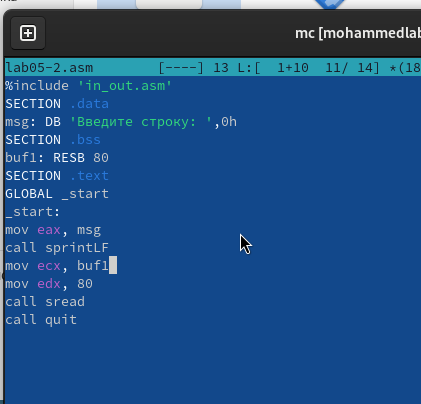 mc [mohammedlab
lab05-2.asm [----] 13 L:[ 1+10 11/ 14] *(18
%include 'in_out.asm'
SECTION .data
msg: DB 'Введите строку: ',0h
SECTION .bss
buf1: RESB 80
SECTION .text
GLOBAL _start
_start:
mov eax, msg
call sprintLF
mov ecx, buf1
mov edx, 80
call sread
call quit